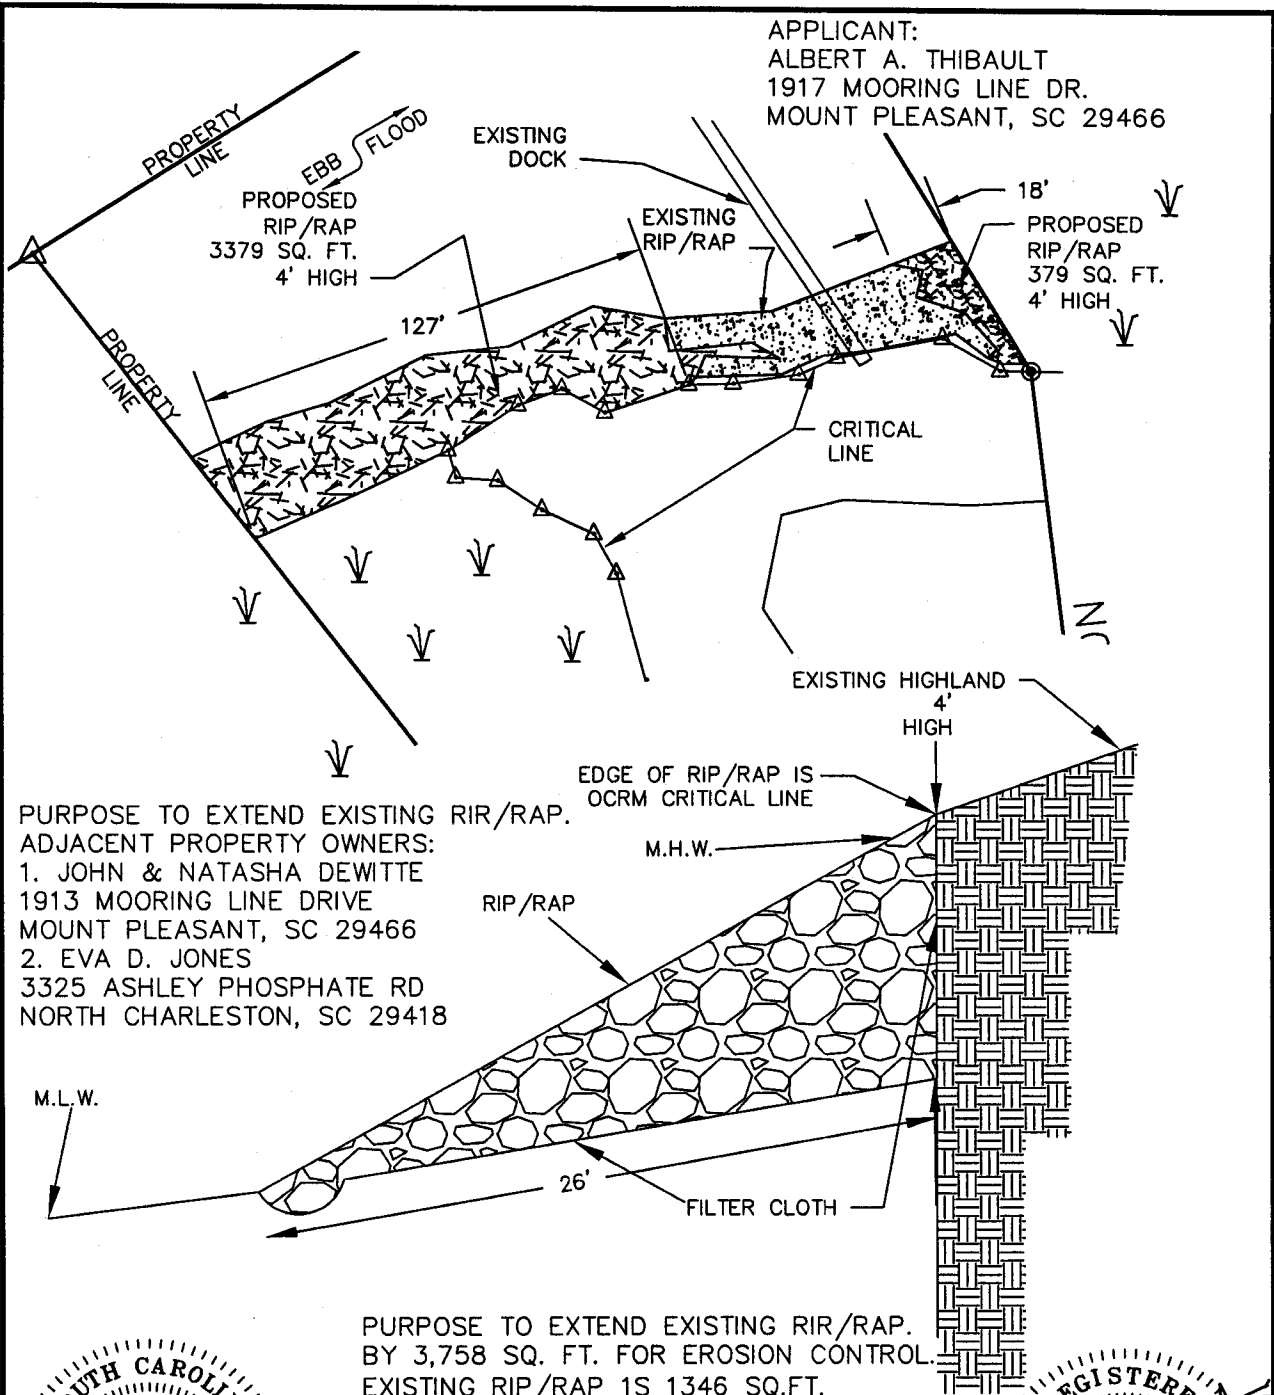 APPLICANT:
ALBERT A. THIBAULT
1917 MOORING LINE DR.
MOUNT PLEASANT, SC 29466
PROPERTY
LINE
EBB
FLOOD
EXISTING
DOCK
PROPOSED
RIP/RAP
3379 SQ. FT.
4' HIGH
EXISTING
RIP/RAP
18'
PROPOSED
RIP/RAP
379 SQ. FT.
4' HIGH
127'
PROPERTY
LINE
CRITICAL
LINE
N
EXISTING HIGHLAND
4'
HIGH
EDGE OF RIP/RAP IS
OCRM CRITICAL LINE
M.H.W.
PURPOSE TO EXTEND EXISTING RIR/RAP.
ADJACENT PROPERTY OWNERS:
1. JOHN & NATASHA DEWITTE
1913 MOORING LINE DRIVE
MOUNT PLEASANT, SC 29466
2. EVA D. JONES
3325 ASHLEY PHOSPHATE RD
NORTH CHARLESTON, SC 29418
RIP/RAP
M.L.W.
26'
FILTER CLOTH
PURPOSE TO EXTEND EXISTING RIR/RAP.
BY 3,758 SQ. FT. FOR EROSION CONTROL.
EXISTING RIP/RAP 1S 1346 SQ.FT.
UTH CAROL
EGISTER